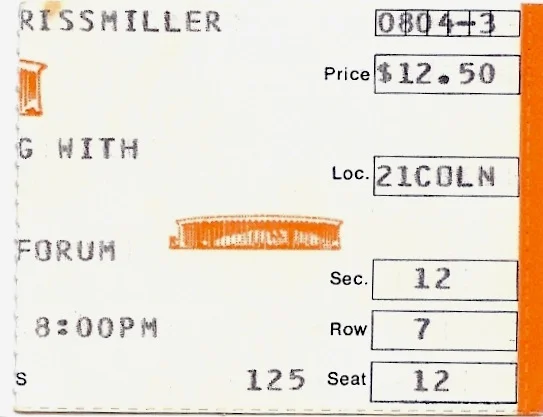 RISSMILLER 0804-3
Price $12.50
G WITH
Loc. 21COLN
FORUM
Sec. 12
8:00PM Row 7
S 125 Seat 12